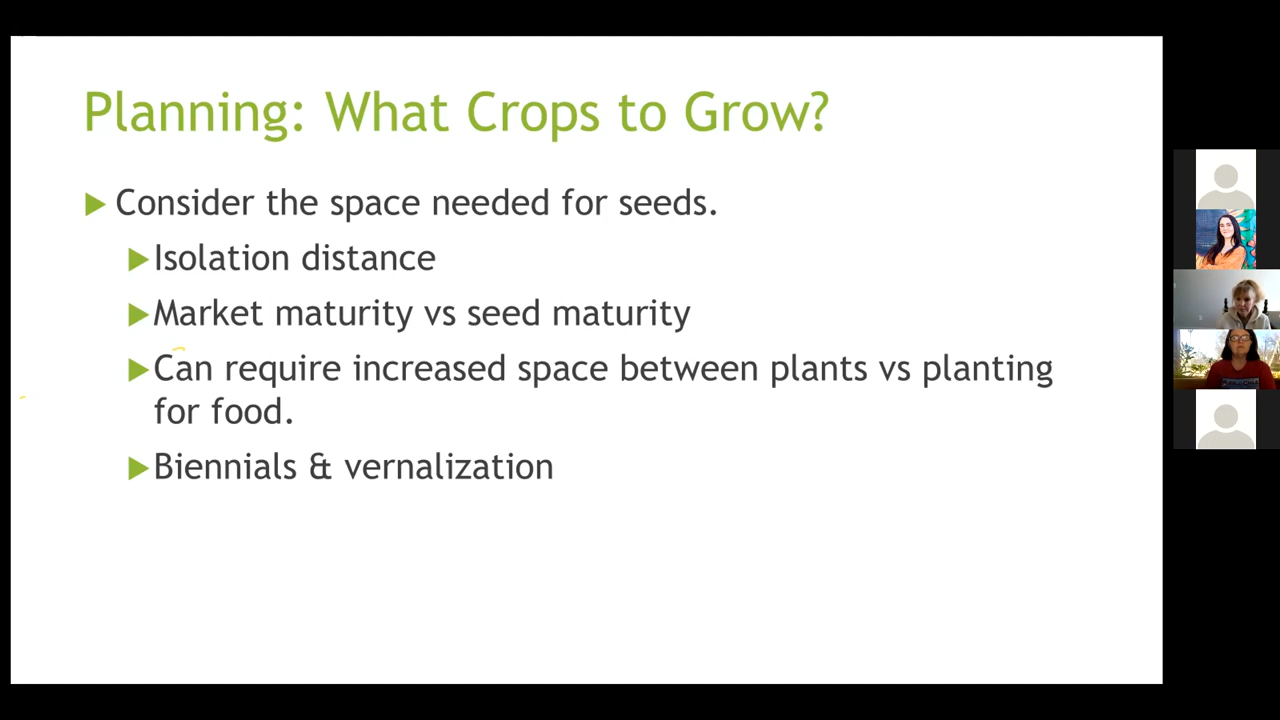 Planning: What Crops to Grow?
Consider the space needed for seeds.
Isolation distance
Market maturity vs seed maturity
Can require increased space between plants vs planting
for food.
Biennials & vernalization